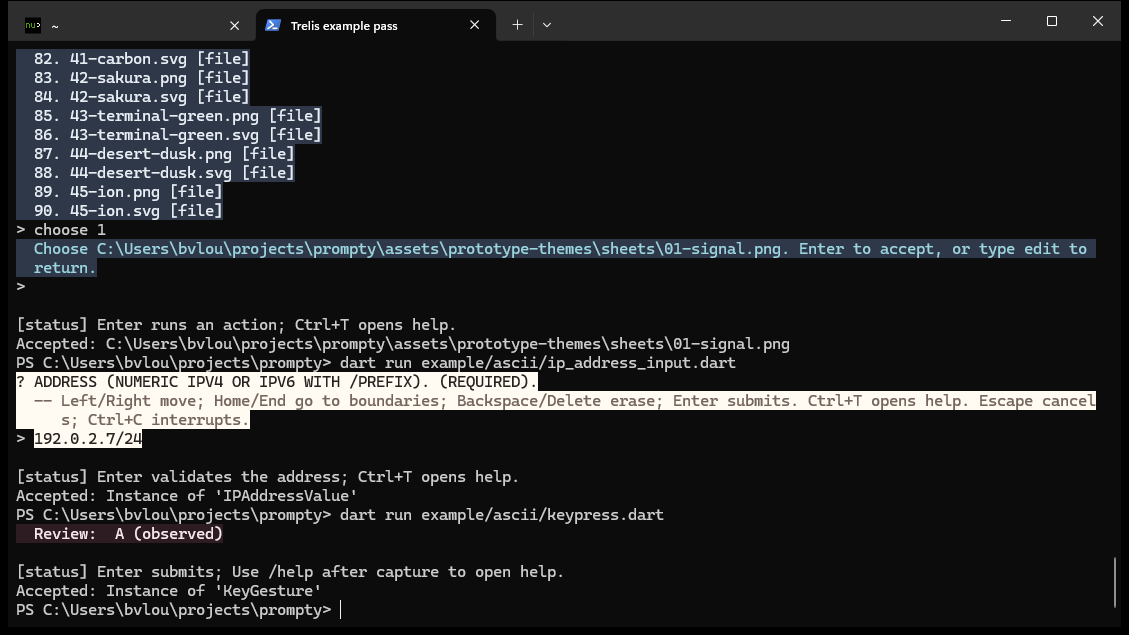 nu> ~
Trelis example pass
82. 41-carbon.svg [file]
83. 42-sakura.png [file]
84. 42-sakura.svg [file]
85. 43-terminal-green.png [file]
86. 43-terminal-green.svg [file]
87. 44-desert-dusk.png [file]
88. 44-desert-dusk.svg [file]
89. 45-ion.png [file]
90. 45-ion.svg [file]
> choose 1
Choose C:\Users\bvlou\projects\prompty\assets\prototype-themes\sheets\01-signal.png. Enter to accept, or type edit to
return.
>
[status] Enter runs an action; Ctrl+T opens help.
Accepted: C:\Users\bvlou\projects\prompty\assets\prototype-themes\sheets\01-signal.png
PS C:\Users\bvlou\projects\prompty> dart run example/ascii/ip_address_input.dart
? ADDRESS (NUMERIC IPV4 OR IPV6 WITH /PREFIX). (REQUIRED).
-- Left/Right move; Home/End go to boundaries; Backspace/Delete erase; Enter submits. Ctrl+T opens help. Escape cancel
s; Ctrl+C interrupts.
> 192.0.2.7/24
[status] Enter validates the address; Ctrl+T opens help.
Accepted: Instance of 'IPAddressValue'
PS C:\Users\bvlou\projects\prompty> dart run example/ascii/keypress.dart
Review:  A (observed)
[status] Enter submits; Use /help after capture to open help.
Accepted: Instance of 'KeyGesture'
PS C:\Users\bvlou\projects\prompty>